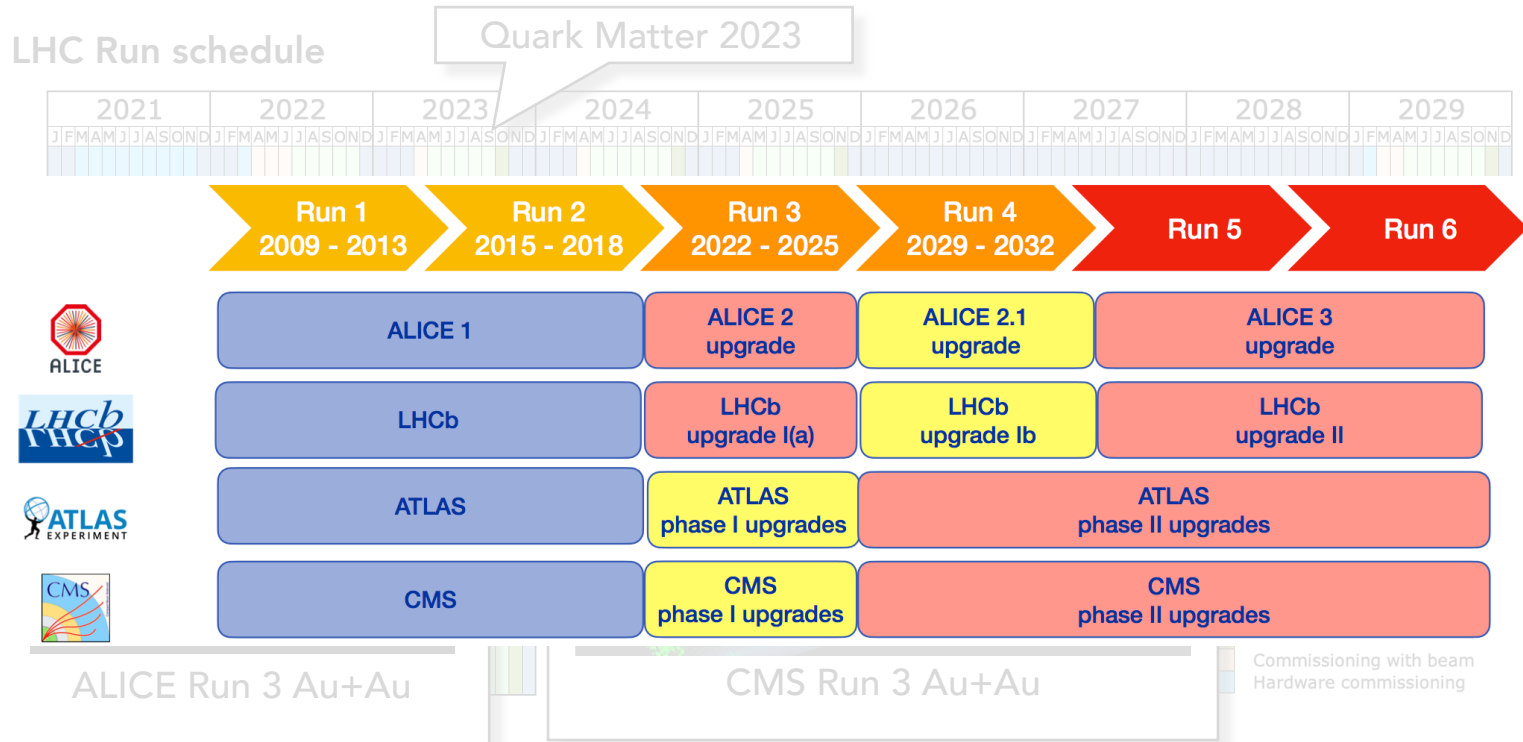 Quark Matter 2023
LHC Run schedule
2021 2022 2023 2024 2025 2026 2027 2028 2029
J F M A M J J A S O N D J F M A M J J A S O N D J F M A M J J A S O N D J F M A M J J A S O N D J F M A M J J A S O N D J F M A M J J A S O N D J F M A M J J A S O N D J F M A M J J A S O N D J F M A M J J A S O N D
Run 1
2009 - 2013
Run 2
2015 - 2018
Run 3
2022 - 2025
Run 4
2029 - 2032
Run 5
Run 6
ALICE
ALICE 1
ALICE 2
upgrade
ALICE 2.1
upgrade
ALICE 3
upgrade
LHCb
LHCb
LHCb
LHCb
upgrade I(a)
LHCb
upgrade Ib
LHCb
upgrade II
ATLAS
EXPERIMENT
ATLAS
ATLAS
phase I upgrades
ATLAS
phase II upgrades
CMS
CMS
CMS
phase I upgrades
CMS
phase II upgrades
ALICE Run 3 Au+Au
CMS Run 3 Au+Au
Commissioning with beam
Hardware commissioning